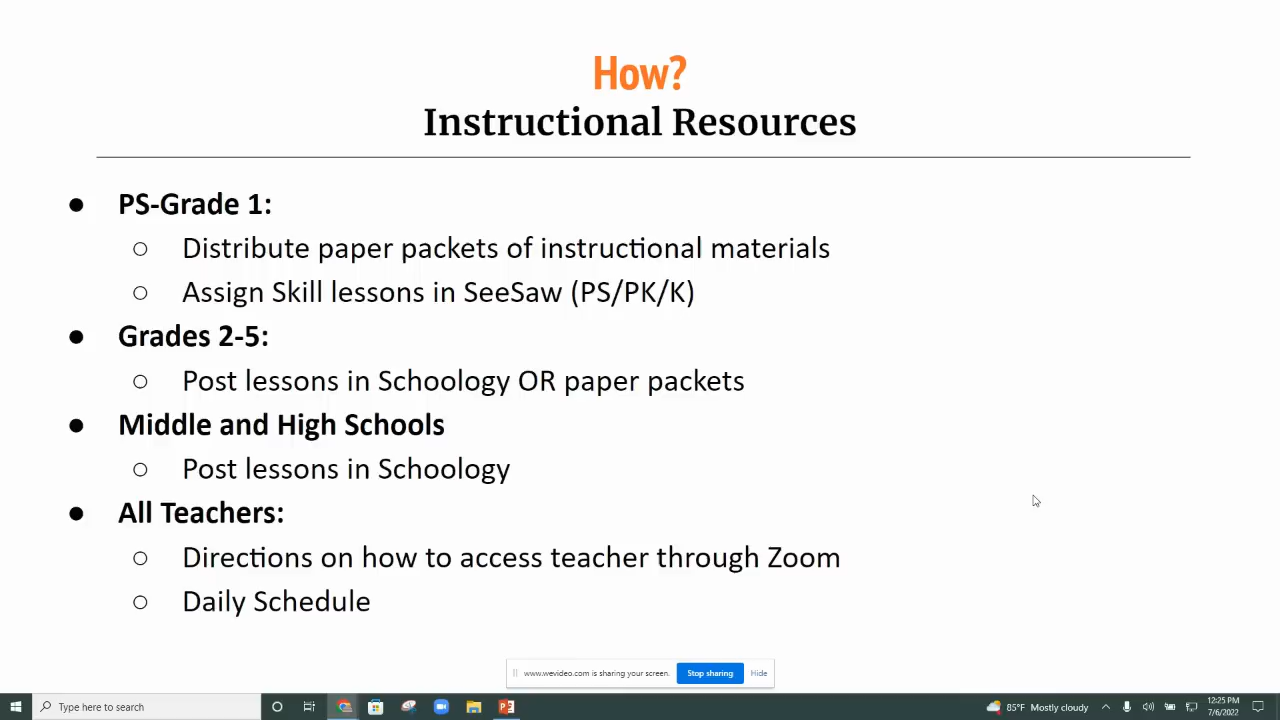 How?
Instructional Resources
● PS-Grade 1:
○ Distribute paper packets of instructional materials
○ Assign Skill lessons in SeeSaw (PS/PK/K)
● Grades 2-5:
○ Post lessons in Schoology OR paper packets
● Middle and High Schools
○ Post lessons in Schoology
● All Teachers:
○ Directions on how to access teacher through Zoom
○ Daily Schedule
www.wevideo.com is sharing your screen. Stop sharing Hide
Type here to search
85°F Mostly cloudy
12:25 PM
7/6/2022